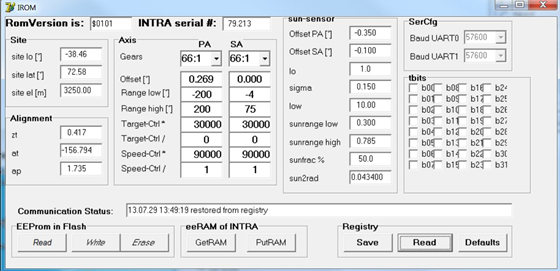 IROM
RomVersion is: $0101 INTRA serial #: 79.213
Site
site lo [°] -38.46
site lat [°] 72.58
site el [m] 3250.00
Alignment
zt 0.417
at -156.794
ap 1.735
Axis
PA SA
Gears 66:1 66:1
Offset [°] 0.269 0.000
Range low [°] -200 -4
Range high [°] 200 75
Target-Ctrl * 30000 30000
Target-Ctrl / 0 0
Speed-Ctrl * 90000 90000
Speed-Ctrl / 1 1
sun-sensor
Offset PA [°] -0.350
Offset SA [°] -0.100
Io 1.0
sigma 0.150
low 10.00
sunrange low 0.300
sunrange high 0.785
sunfrac % 50.0
sun2rad 0.043400
SerCfg
Baud UART0 57600
Baud UART1 57600
tbits
b00 b08 b16 b24
b01 b09 b17 b25
b02 b10 b18 b26
b03 b11 b19 b27
b04 b12 b20 b28
b05 b13 b21 b29
b06 b14 b22 b30
b07 b15 b23 b31
Communication Status: 13.07.29 13:49:19 restored from registry
EEProm in Flash
Read Write Erase
eeRAM of INTRA
GetRAM PutRAM
Registry
Save Read Defaults